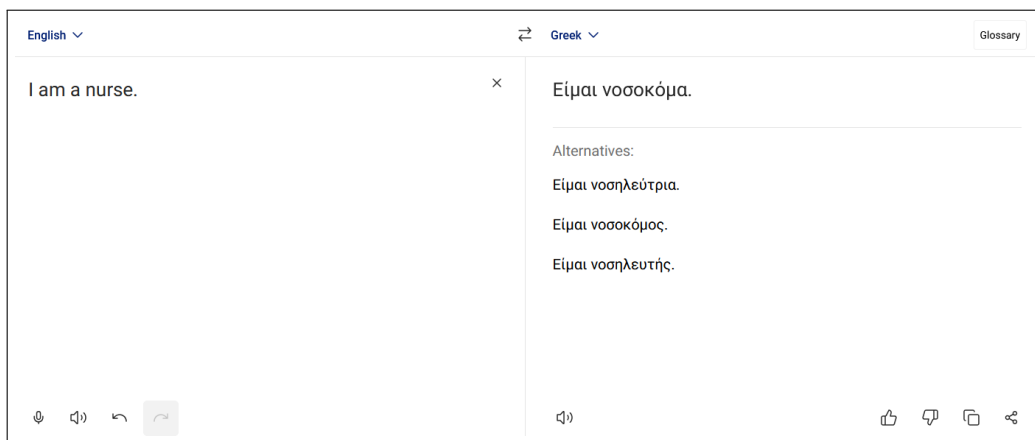 English
Greek
Glossary
I am a nurse.
Είμαι νοσοκόμα.
Alternatives:
Είμαι νοσηλεύτρια.
Είμαι νοσοκόμος.
Είμαι νοσηλευτής.